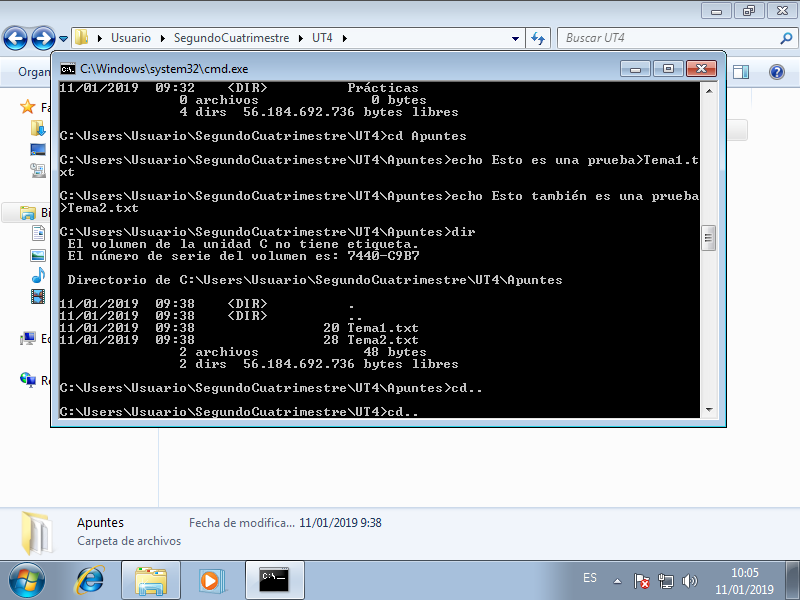 Usuario ▸ SegundoCuatrimestre ▸ UT4 ▸
Buscar UT4
Organ
C:\Windows\system32\cmd.exe
Fa
Bi
Ec
Re
11/01/2019  09:32    <DIR>          Prácticas
               0 archivos              0 bytes
               4 dirs  56.184.692.736 bytes libres
C:\Users\Usuario\SegundoCuatrimestre\UT4>cd Apuntes
C:\Users\Usuario\SegundoCuatrimestre\UT4\Apuntes>echo Esto es una prueba>Tema1.t
xt
C:\Users\Usuario\SegundoCuatrimestre\UT4\Apuntes>echo Esto también es una prueba
>Tema2.txt
C:\Users\Usuario\SegundoCuatrimestre\UT4\Apuntes>dir
 El volumen de la unidad C no tiene etiqueta.
 El número de serie del volumen es: 7440-C9B7
 Directorio de C:\Users\Usuario\SegundoCuatrimestre\UT4\Apuntes
11/01/2019  09:38    <DIR>          .
11/01/2019  09:38    <DIR>          ..
11/01/2019  09:38                20 Tema1.txt
11/01/2019  09:38                28 Tema2.txt
               2 archivos             48 bytes
               2 dirs  56.184.692.736 bytes libres
C:\Users\Usuario\SegundoCuatrimestre\UT4\Apuntes>cd..
C:\Users\Usuario\SegundoCuatrimestre\UT4>cd..
Apuntes
Fecha de modifica... 11/01/2019 9:38
Carpeta de archivos
C:\_
ES
10:05
11/01/2019